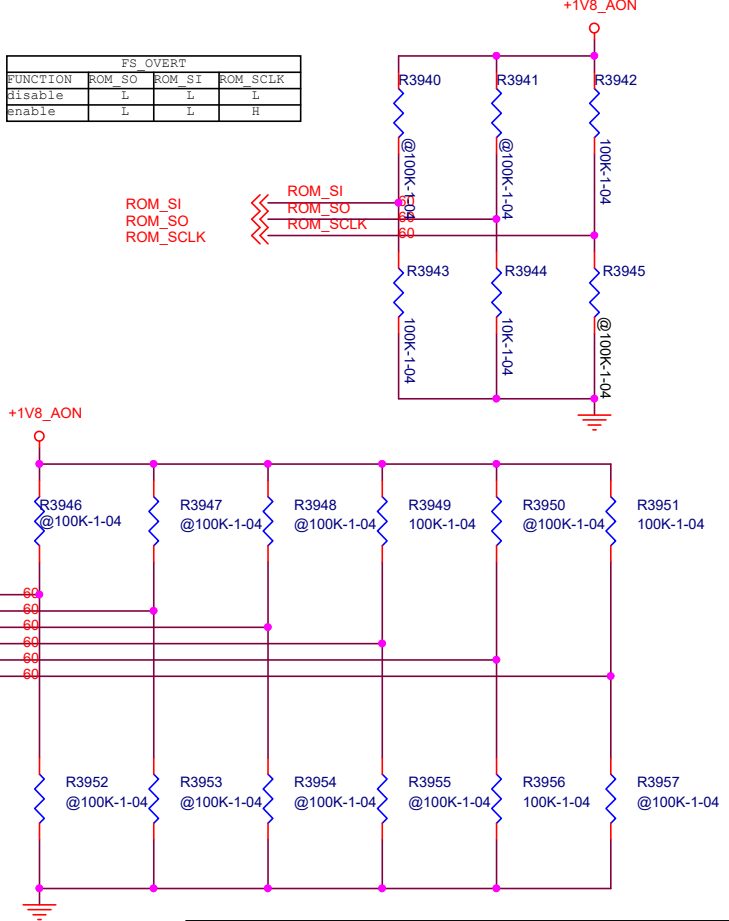 +1V8_AON
FS_OVERT
FUNCTION ROM_SO ROM_SI ROM_SCLK
disable L L L
enable L L H
R3940 R3941 R3942
@100K-1-04 @100K-1-04 100K-1-04
ROM_SI ROM_SI 60
ROM_SO ROM_SO 60
ROM_SCLK ROM_SCLK 60
R3943 R3944 R3945
100K-1-04 10K-1-04 @100K-1-04
+1V8_AON
R3946 R3947 R3948 R3949 R3950 R3951
@100K-1-04 @100K-1-04 @100K-1-04 100K-1-04 @100K-1-04 100K-1-04
60
60
60
60
60
60
R3952 R3953 R3954 R3955 R3956 R3957
@100K-1-04 @100K-1-04 @100K-1-04 @100K-1-04 100K-1-04 @100K-1-04